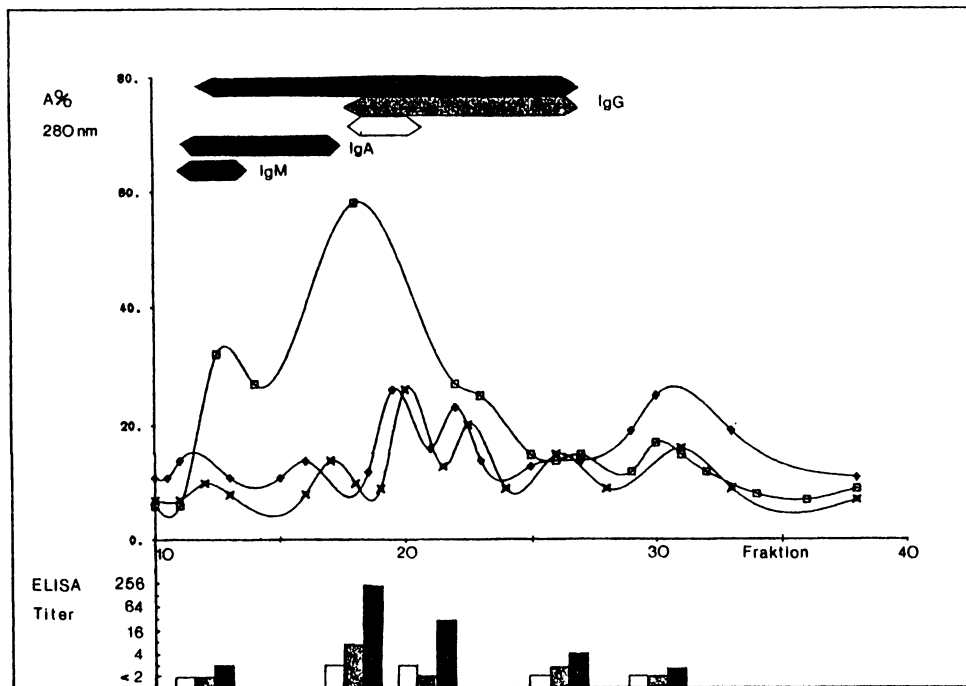 80.
A%
280 nm
IgG
IgA
IgM
60.
40.
20.
0.
10 20 30 Fraktion 40
ELISA
Titer
256
64
16
4
<2